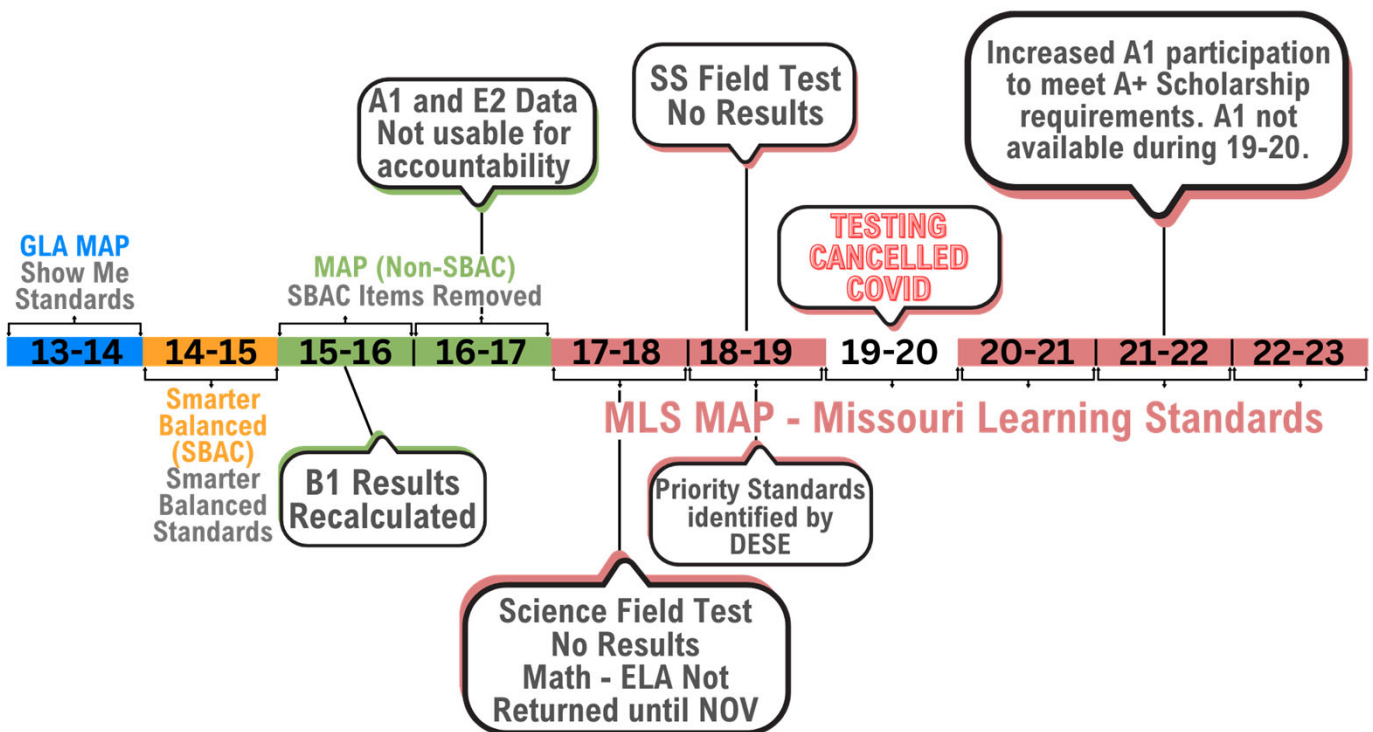 A1 and E2 Data
Not usable for
accountability
SS Field Test
No Results
Increased A1 participation
to meet A+ Scholarship
requirements. A1 not
available during 19-20.
TESTING
CANCELLED
COVID
GLA MAP
Show Me
Standards
MAP (Non-SBAC)
SBAC Items Removed
13-14
14-15
15-16
16-17
17-18
18-19
19-20
20-21
21-22
22-23
Smarter
Balanced
(SBAC)
Smarter
Balanced
Standards
MLS MAP - Missouri Learning Standards
B1 Results
Recalculated
Priority Standards
identified by
DESE
Science Field Test
No Results
Math - ELA Not
Returned until NOV